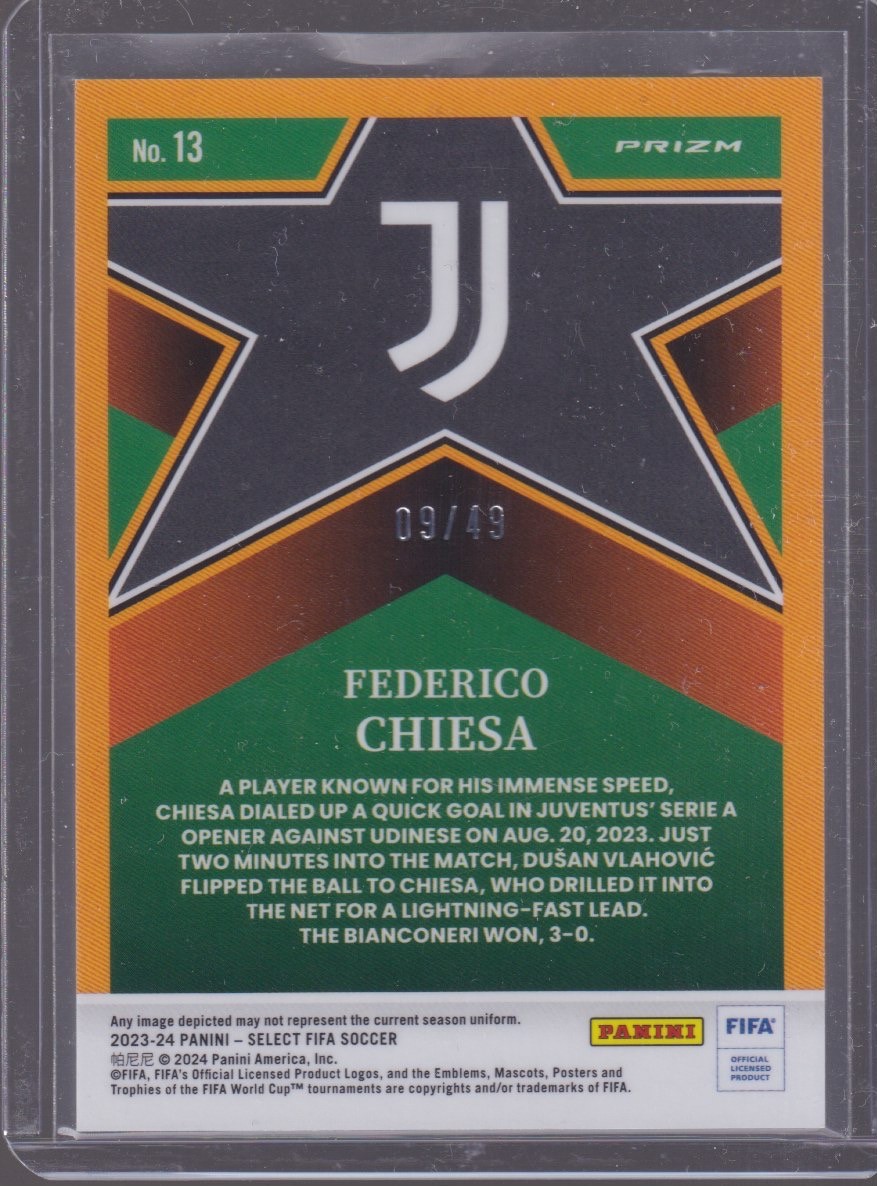 No. 13
PRIZM
09/49
FEDERICO
CHIESA
A PLAYER KNOWN FOR HIS IMMENSE SPEED,
CHIESA DIALED UP A QUICK GOAL IN JUVENTUS' SERIE A
OPENER AGAINST UDINESE ON AUG. 20, 2023. JUST
TWO MINUTES INTO THE MATCH, DUŠAN VLAHOVIĆ
FLIPPED THE BALL TO CHIESA, WHO DRILLED IT INTO
THE NET FOR A LIGHTNING-FAST LEAD.
THE BIANCONERI WON, 3-0.
Any image depicted may not represent the current season uniform.
2023-24 PANINI – SELECT FIFA SOCCER
帕尼尼 © 2024 Panini America, Inc.
©FIFA, FIFA's Official Licensed Product Logos, and the Emblems, Mascots, Posters and
Trophies of the FIFA World Cup™ tournaments are copyrights and/or trademarks of FIFA.
PANINI
FIFA®
OFFICIAL
LICENSED
PRODUCT